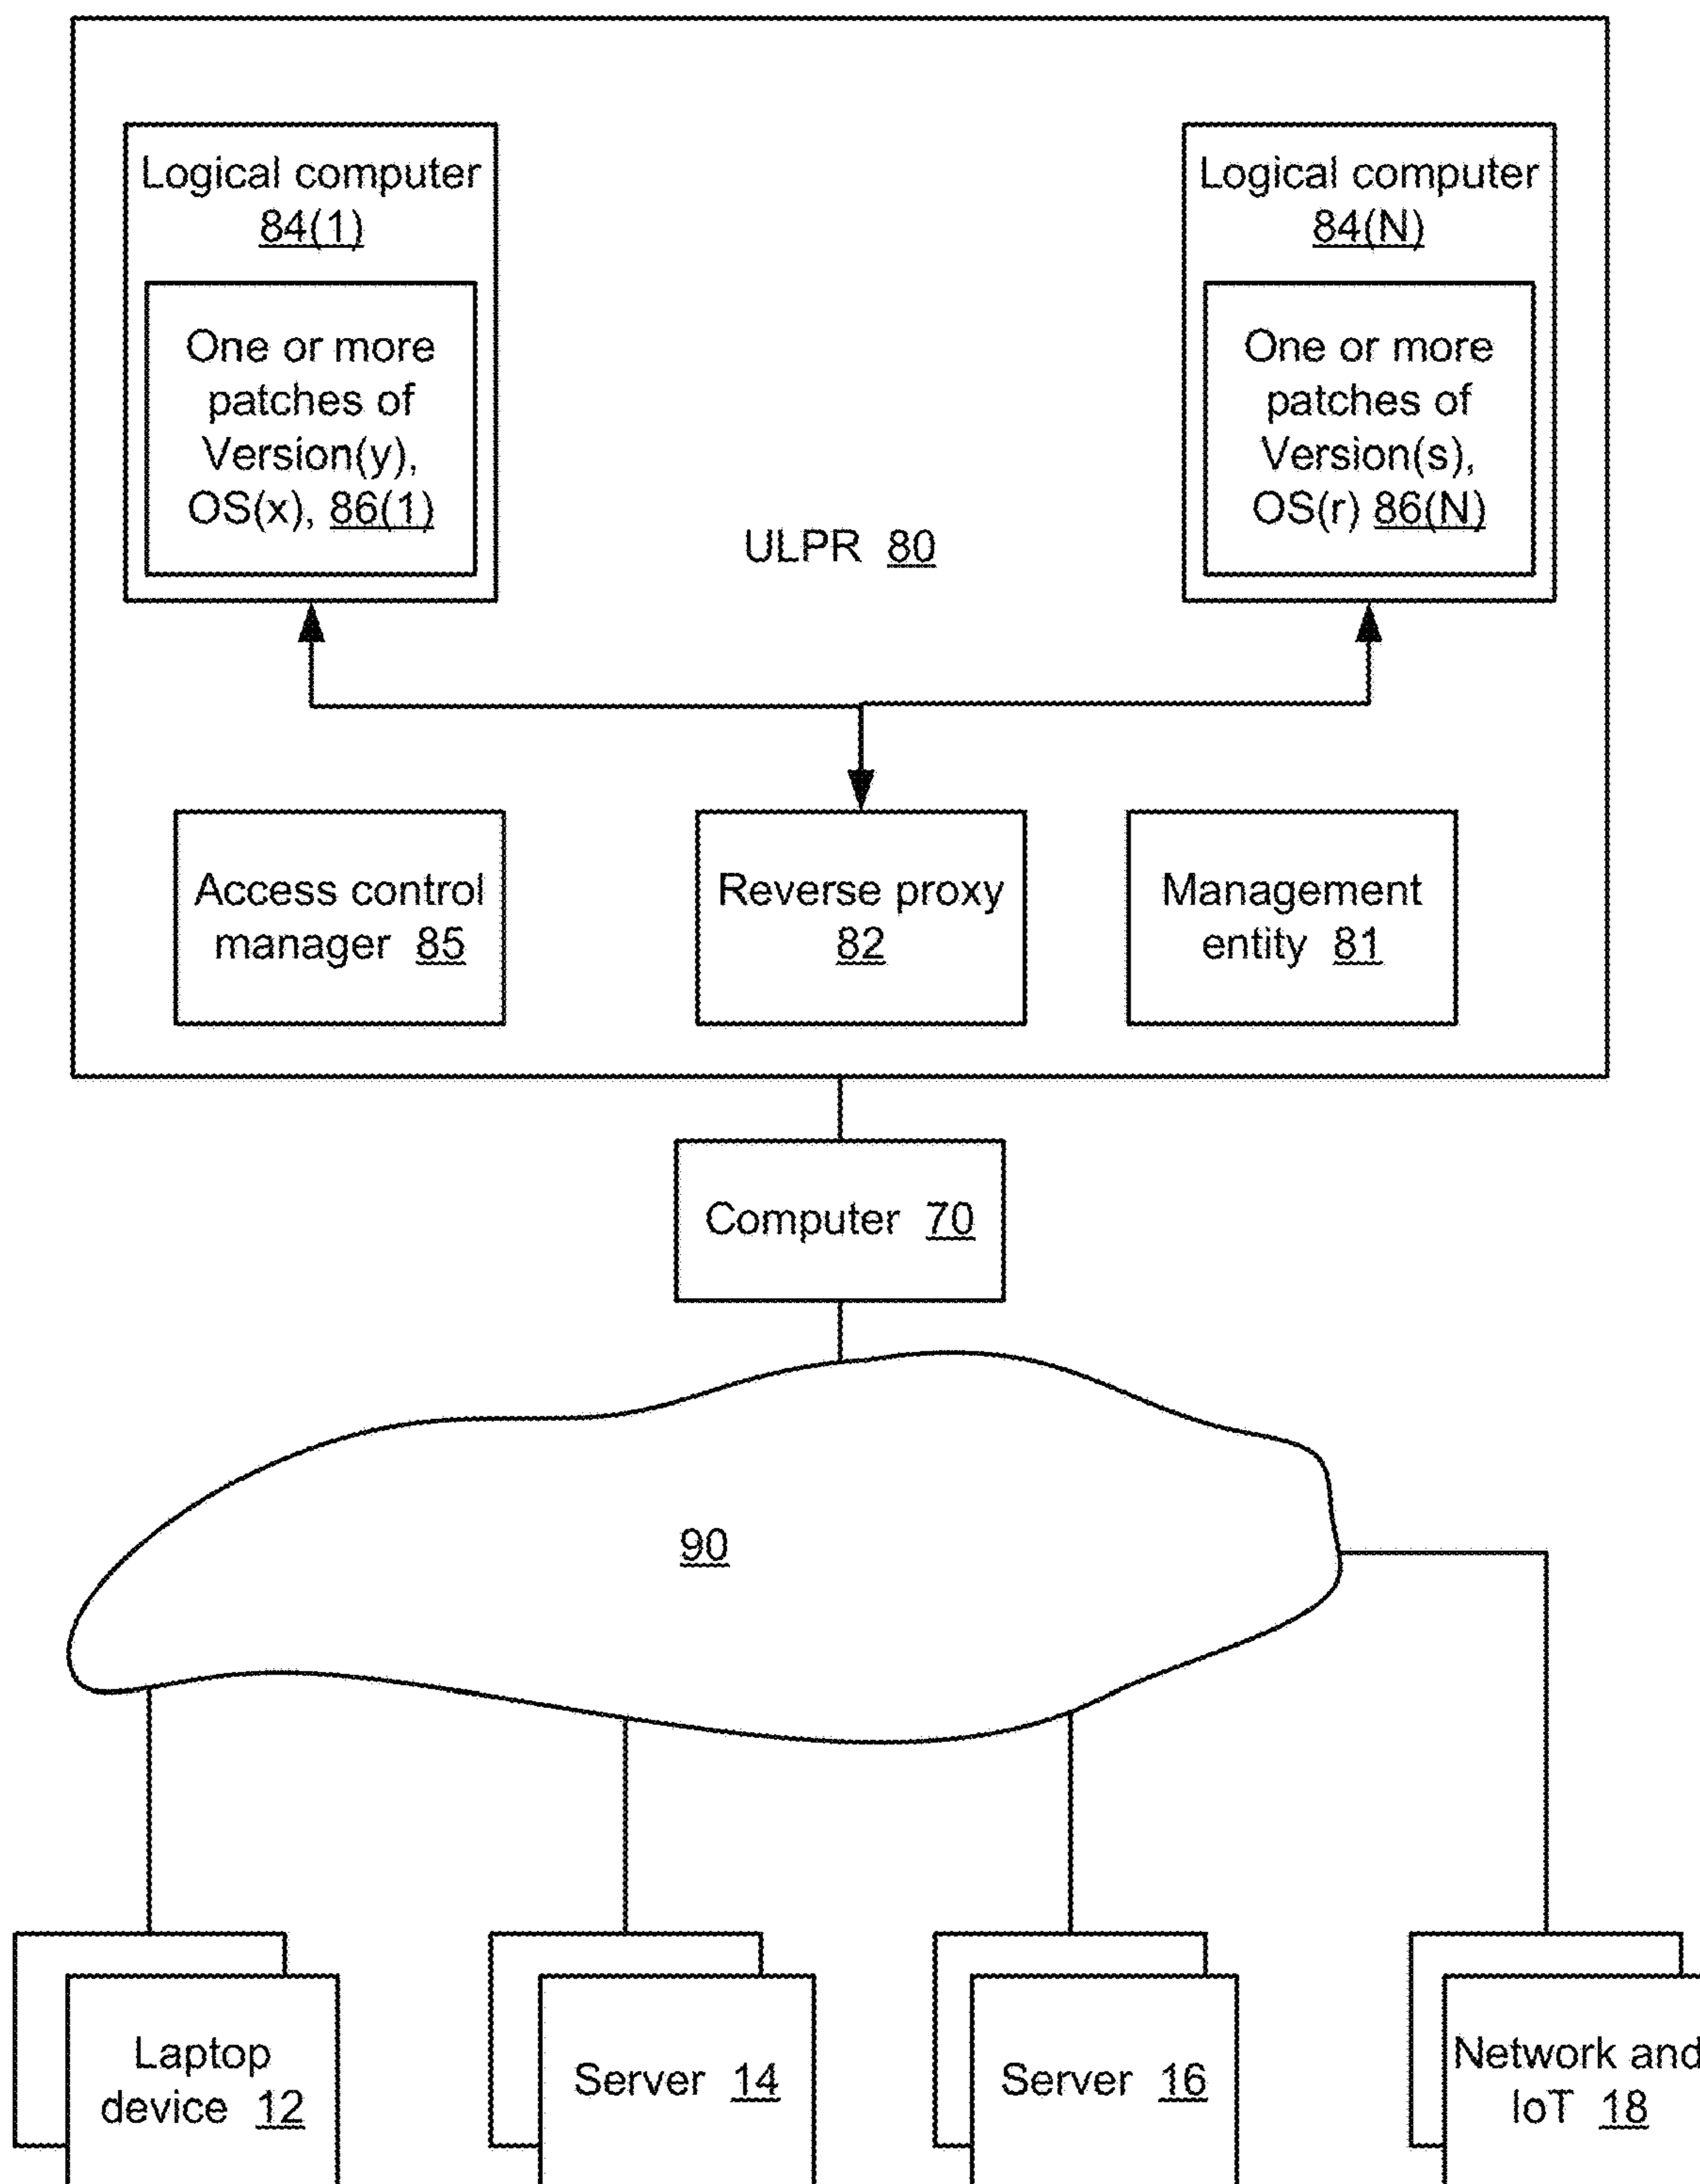 Logical computer
84(1)
One or more
patches of
Version(y),
OS(x), 86(1)
Logical computer
84(N)
One or more
patches of
Version(s),
OS(r) 86(N)
ULPR 80
Access control
manager 85
Reverse proxy
82
Management
entity 81
Computer 70
90
Laptop
device 12
Server 14
Server 16
Network and
IoT 18